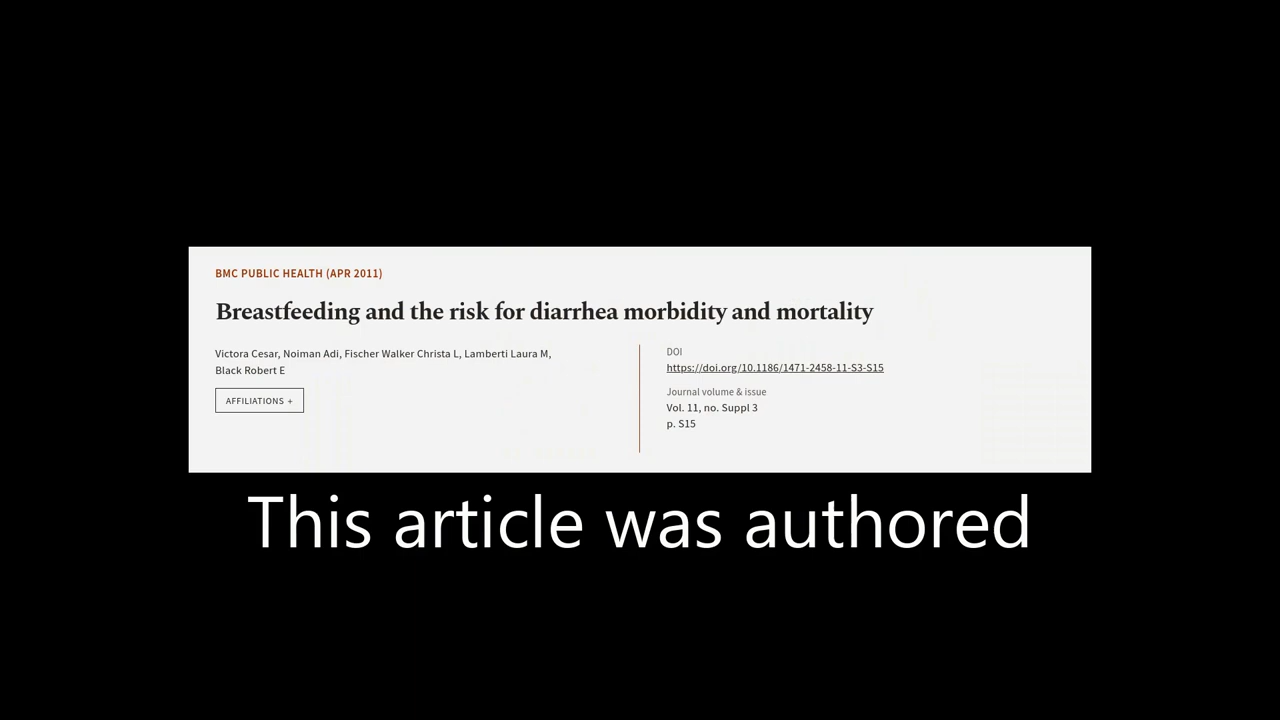 BMC PUBLIC HEALTH (APR 2011)
Breastfeeding and the risk for diarrhea morbidity and mortality
Victora Cesar, Noiman Adi, Fischer Walker Christa L, Lamberti Laura M,
Black Robert E
AFFILIATIONS +
DOI
https://doi.org/10.1186/1471-2458-11-S3-S15
Journal volume & issue
Vol. 11, no. Suppl 3
p. S15
This article was authored